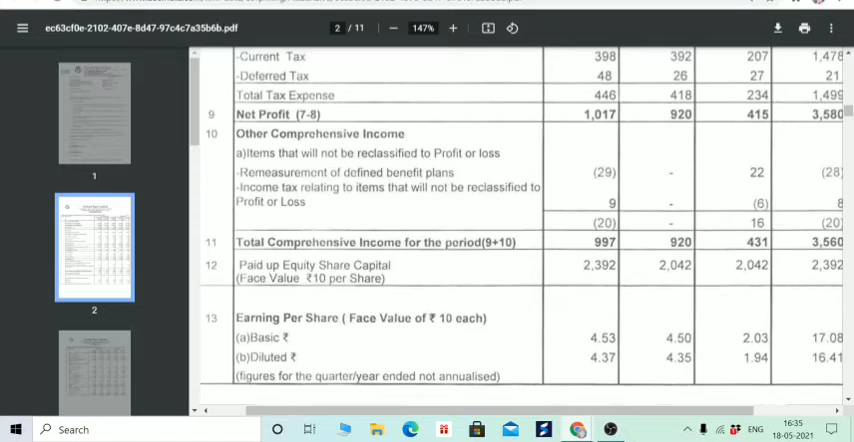 ec63cf0e-2102-407e-8d47-97c4c7a35b6b.pdf
2 / 11
147%
-Current Tax 398 392 207 1,478
-Deferred Tax 48 26 27 21
Total Tax Expense 446 418 234 1,499
9 Net Profit (7-8) 1,017 920 415 3,580
10 Other Comprehensive Income
a)Items that will not be reclassified to Profit or loss
-Remeasurement of defined benefit plans (29) - 22 (28)
-Income tax relating to items that will not be reclassified to
Profit or Loss 9 - (6) 8
(20) - 16 (20)
11 Total Comprehensive Income for the period(9+10) 997 920 431 3,560
12 Paid up Equity Share Capital 2,392 2,042 2,042 2,392
(Face Value ₹10 per Share)
13 Earning Per Share ( Face Value of ₹ 10 each)
(a)Basic ₹ 4.53 4.50 2.03 17.08
(b)Diluted ₹ 4.37 4.35 1.94 16.41
(figures for the quarter/year ended not annualised)
1
2
Search
ENG
16:35
18-05-2021